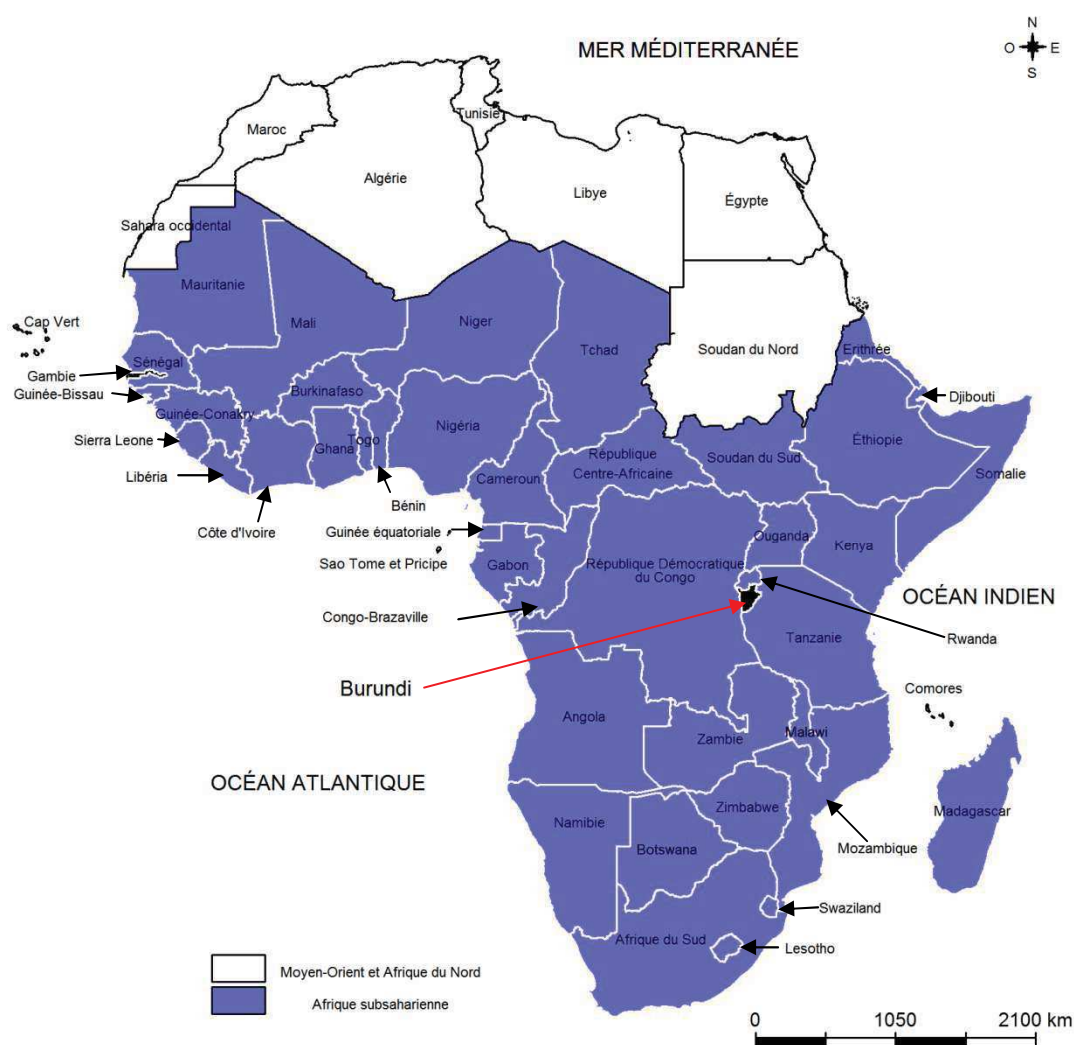 N
MER MÉDITERRANÉE
O
E
S
Tunisie
Maroc
Algérie
Libye
Égypte
Sahara occidental
Mauritanie
Cap Vert
Mali
Niger
Tchad
Soudan du Nord
Erithrée
Sénégal
Gambie
Guinée-Bissau
Burkinafaso
Djibouti
Guinée-Conakry
Nigéria
Sierra Leone
Ghana
Togo
Éthiopie
République
Centre-Africaine
Soudan du Sud
Somalie
Libéria
Cameroun
Bénin
Côte d'Ivoire
Guinée équatoriale
Ouganda
Kenya
Sao Tome et Pricipe
Gabon
République Démocratique
du Congo
OCÉAN INDIEN
Congo-Brazaville
Tanzanie
Rwanda
Burundi
Comores
Angola
Malawi
Zambie
OCÉAN ATLANTIQUE
Zimbabwe
Madagascar
Namibie
Mozambique
Botswana
Swaziland
Afrique du Sud
Lesotho
Moyen-Orient et Afrique du Nord
Afrique subsaharienne
0 1050 2100 km